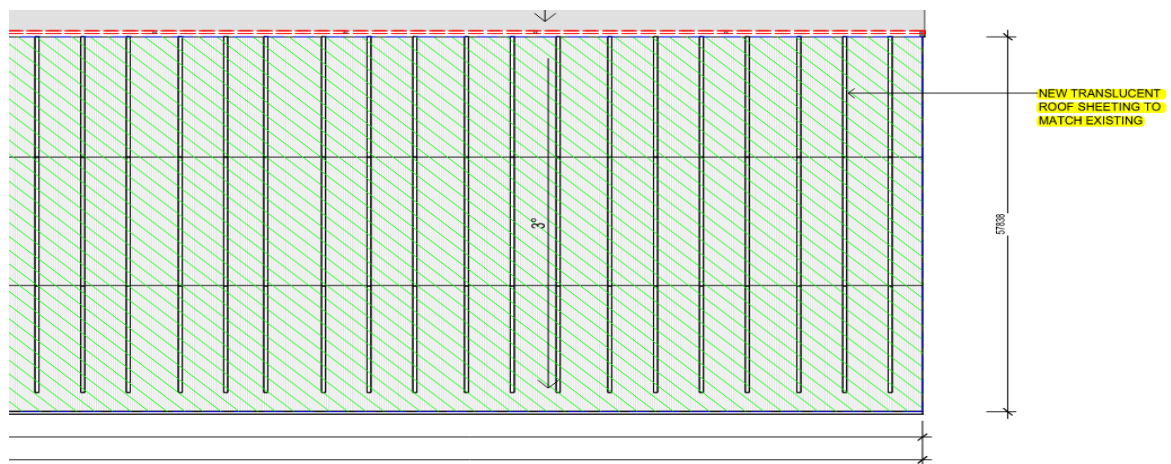 NEW TRANSLUCENT
ROOF SHEETING TO
MATCH EXISTING
3°
57838